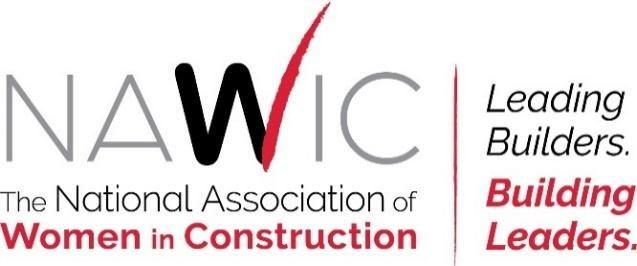 NAWIC
The National Association of
Women in Construction
Leading
Builders.
Building
Leaders.